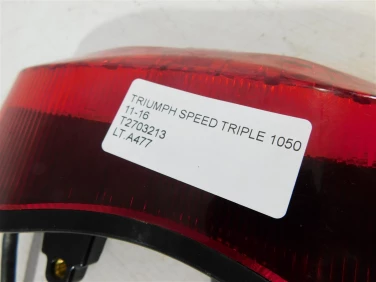 TRIUMPH SPEED TRIPLE 1050
11-16
T2703213
LT.A477